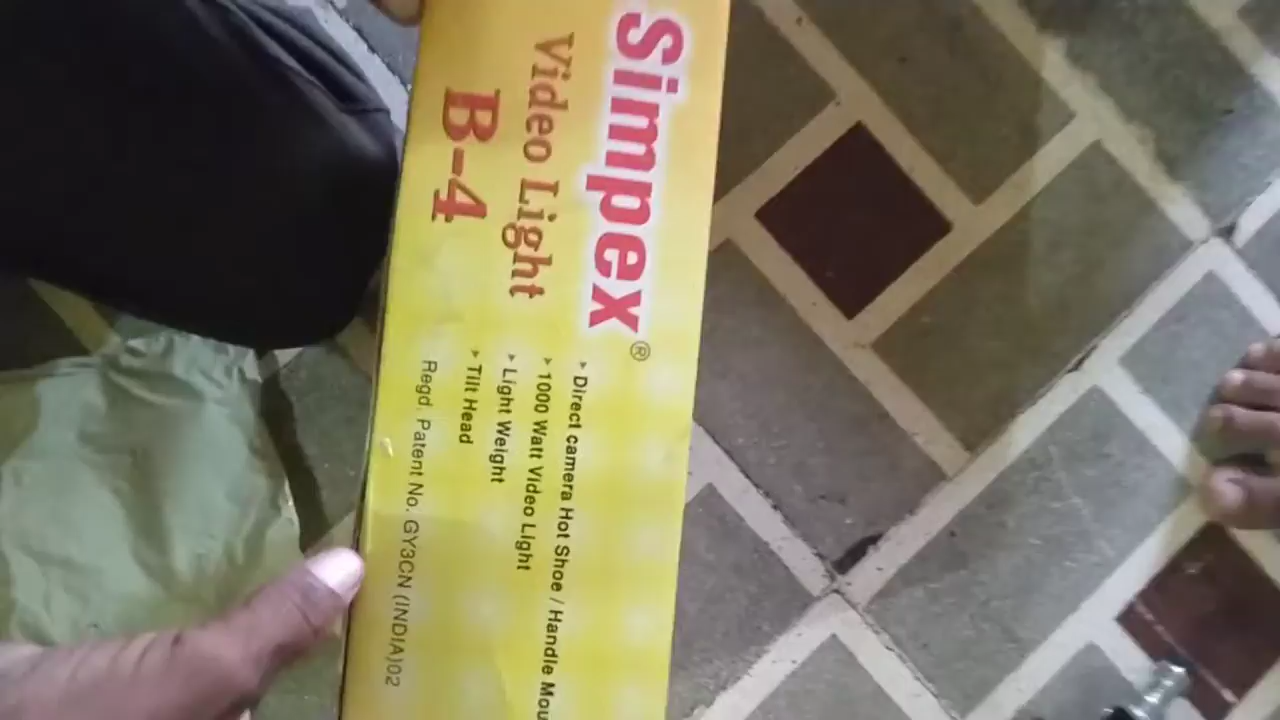 Simpex®
Video Light
B-4
▸ Direct camera Hot Shoe / Handle Mou
▸ 1000 Watt Video Light
▸ Light Weight
▸ Tilt Head
Regd. Patent No. GY3CN (INDIA)02